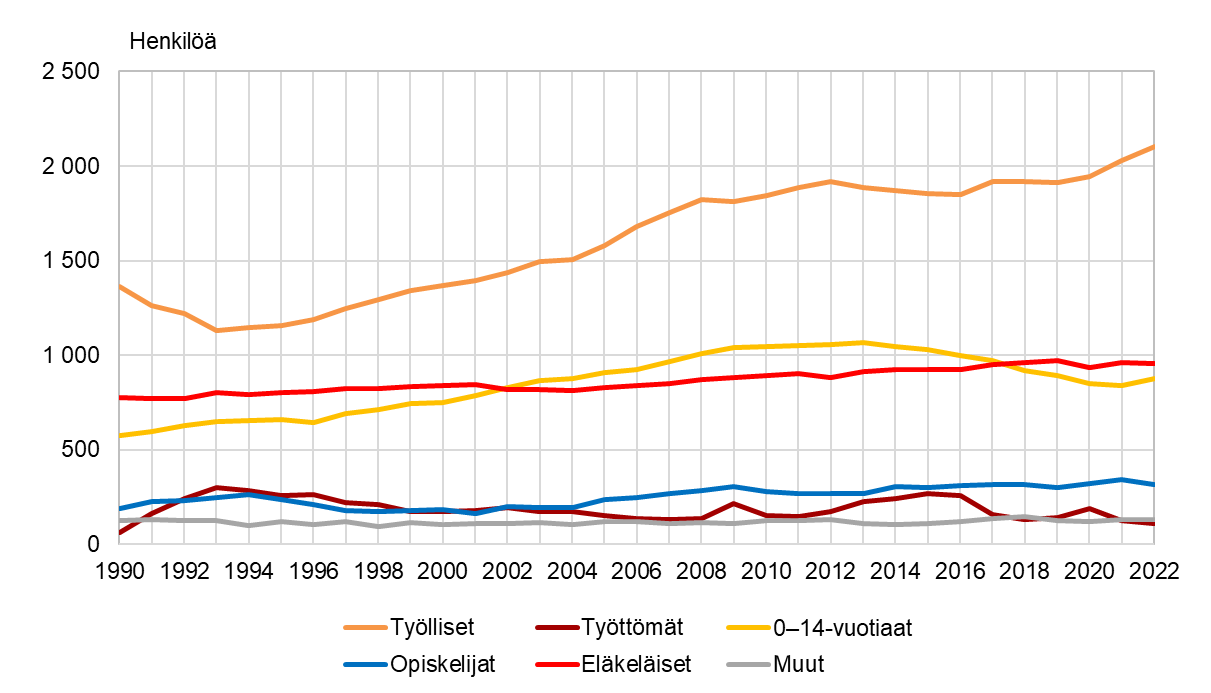 Henkilöä
2 500
2 000
1 500
1 000
500
0
1990 1992 1994 1996 1998 2000 2002 2004 2006 2008 2010 2012 2014 2016 2018 2020 2022
Työlliset Työttömät 0–14-vuotiaat
Opiskelijat Eläkeläiset Muut